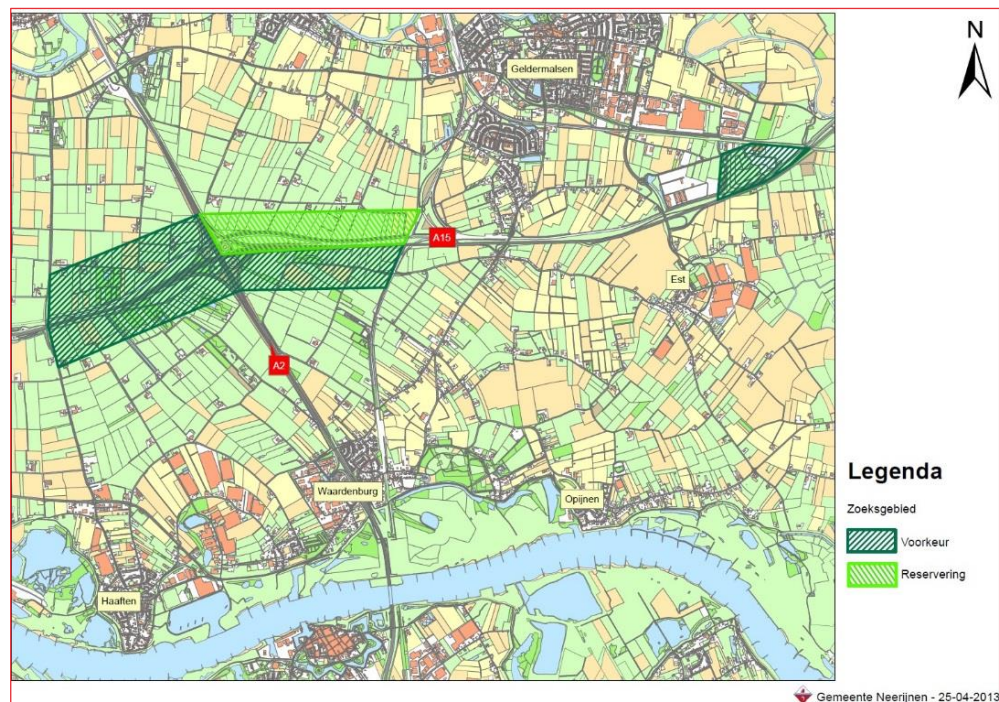 N
Geldermalsen
A15
Est
A2
Waardenburg
Opijnen
Haaften
Legenda
Zoeksgebied
Voorkeur
Reservering
Gemeente Neerijnen - 25-04-2013